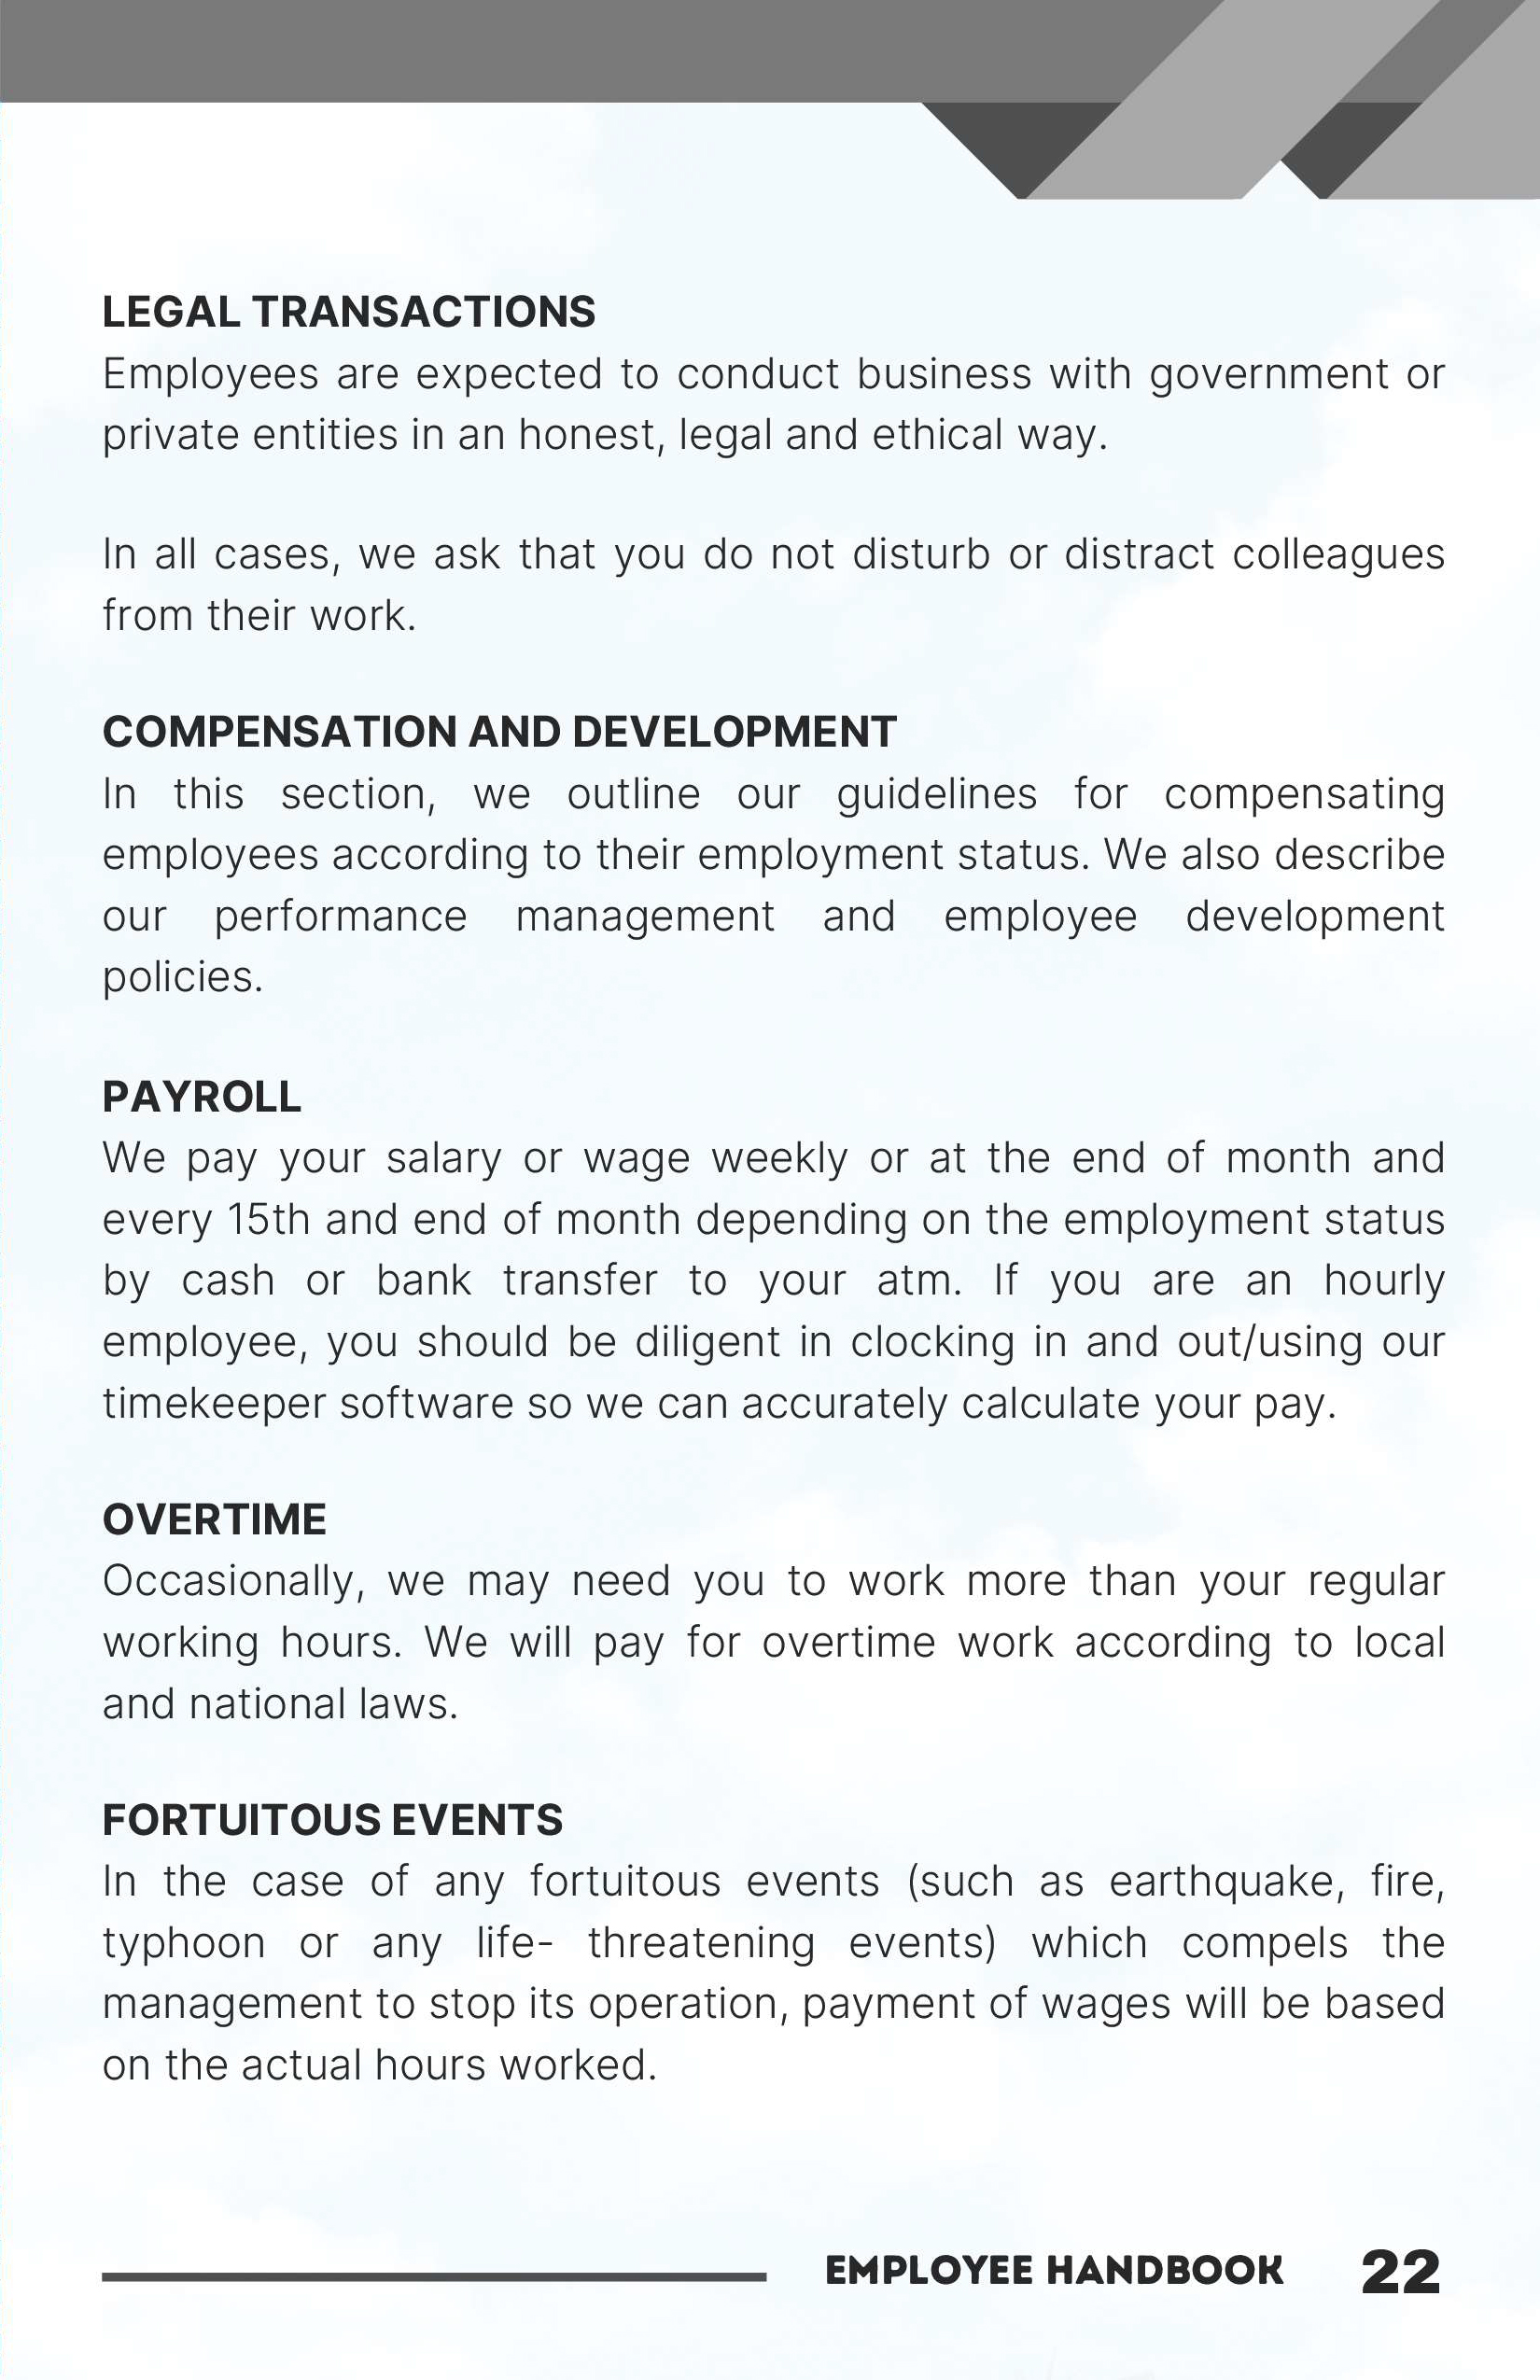 LEGAL TRANSACTIONS
Employees are expected to conduct business with government or
private entities in an honest, legal and ethical way.
In all cases, we ask that you do not disturb or distract colleagues
from their work.
COMPENSATION AND DEVELOPMENT
In this section, we outline our guidelines for compensating
employees according to their employment status. We also describe
our performance management and employee development
policies.
PAYROLL
We pay your salary or wage weekly or at the end of month and
every 15th and end of month depending on the employment status
by cash or bank transfer to your atm. If you are an hourly
employee, you should be diligent in clocking in and out/using our
timekeeper software so we can accurately calculate your pay.
OVERTIME
Occasionally, we may need you to work more than your regular
working hours. We will pay for overtime work according to local
and national laws.
FORTUITOUS EVENTS
In the case of any fortuitous events (such as earthquake, fire,
typhoon or any life- threatening events) which compels the
management to stop its operation, payment of wages will be based
on the actual hours worked.
EMPLOYEE HANDBOOK 22